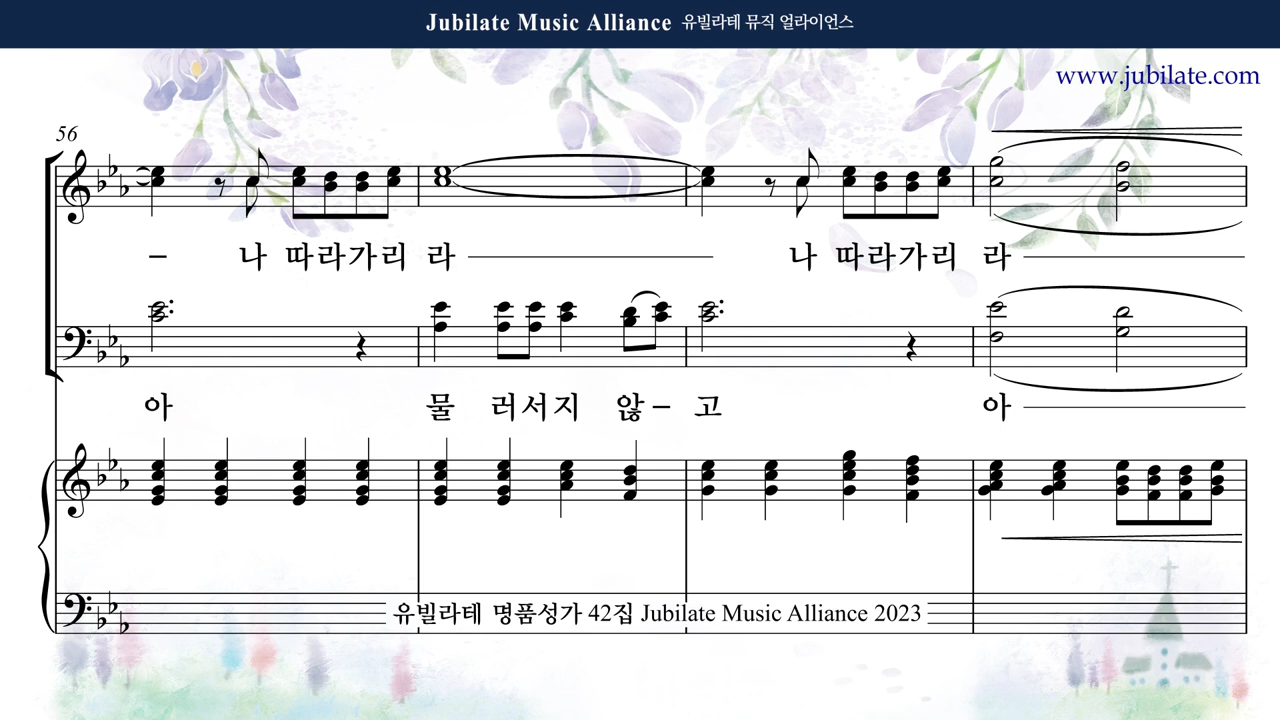 Jubilate Music Alliance 유빌라테 뮤직 얼라이언스
www.jubilate.com
56
– 나 따라가리 라 나 따라가리 라
아 물 러서지 않 – 고 아
유빌라테 명품성가 42집 Jubilate Music Alliance 2023